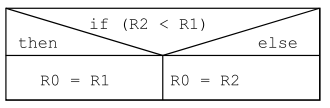 if (R2 < R1)
then else
R0 = R1 R0 = R2